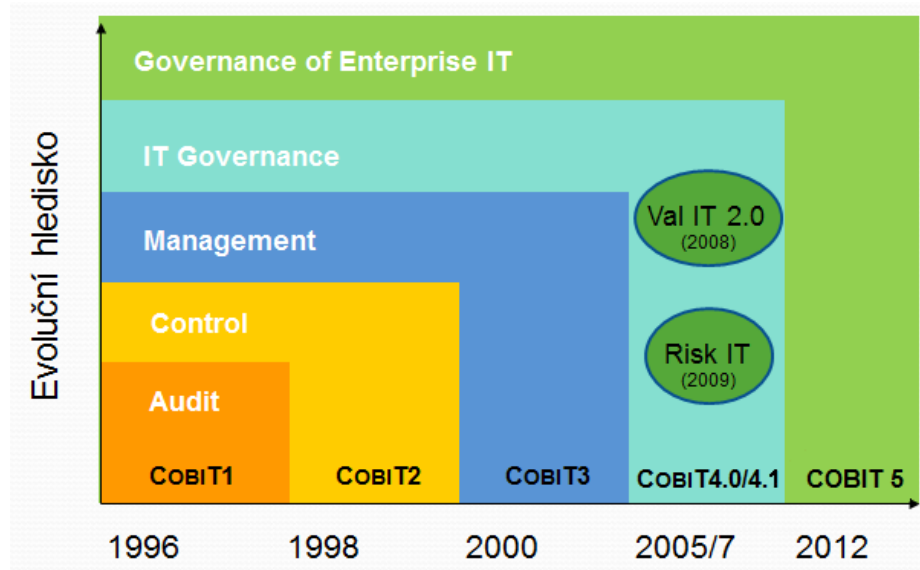 Evoluční hledisko
Governance of Enterprise IT
IT Governance
Management
Control
Audit
Val IT 2.0
(2008)
Risk IT
(2009)
COBIT1
COBIT2
COBIT3
COBIT4.0/4.1
COBIT 5
1996
1998
2000
2005/7
2012